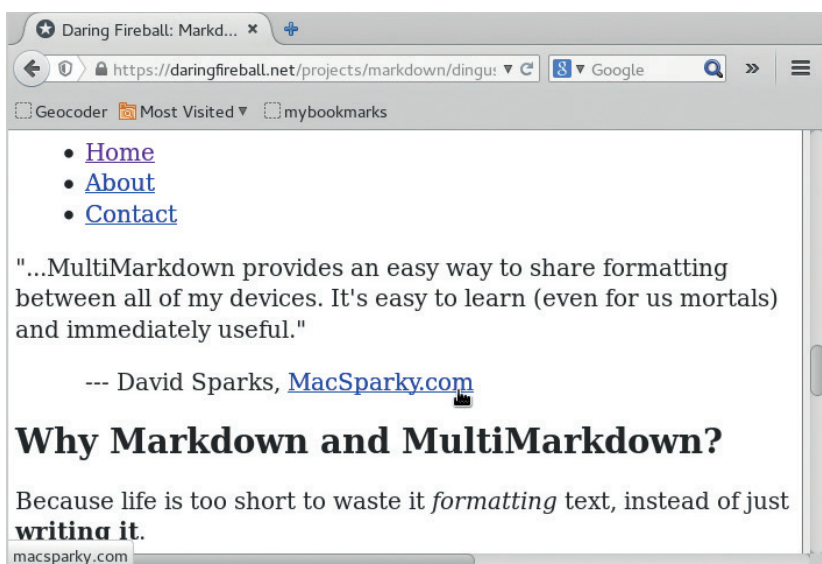 Daring Fireball: Markd...
https://daringfireball.net/projects/markdown/dingu: Google
Geocoder Most Visited mybookmarks
• Home
• About
• Contact
"...MultiMarkdown provides an easy way to share formatting
between all of my devices. It's easy to learn (even for us mortals)
and immediately useful."
--- David Sparks, MacSparky.com
Why Markdown and MultiMarkdown?
Because life is too short to waste it formatting text, instead of just
writing it.
macsparky.com